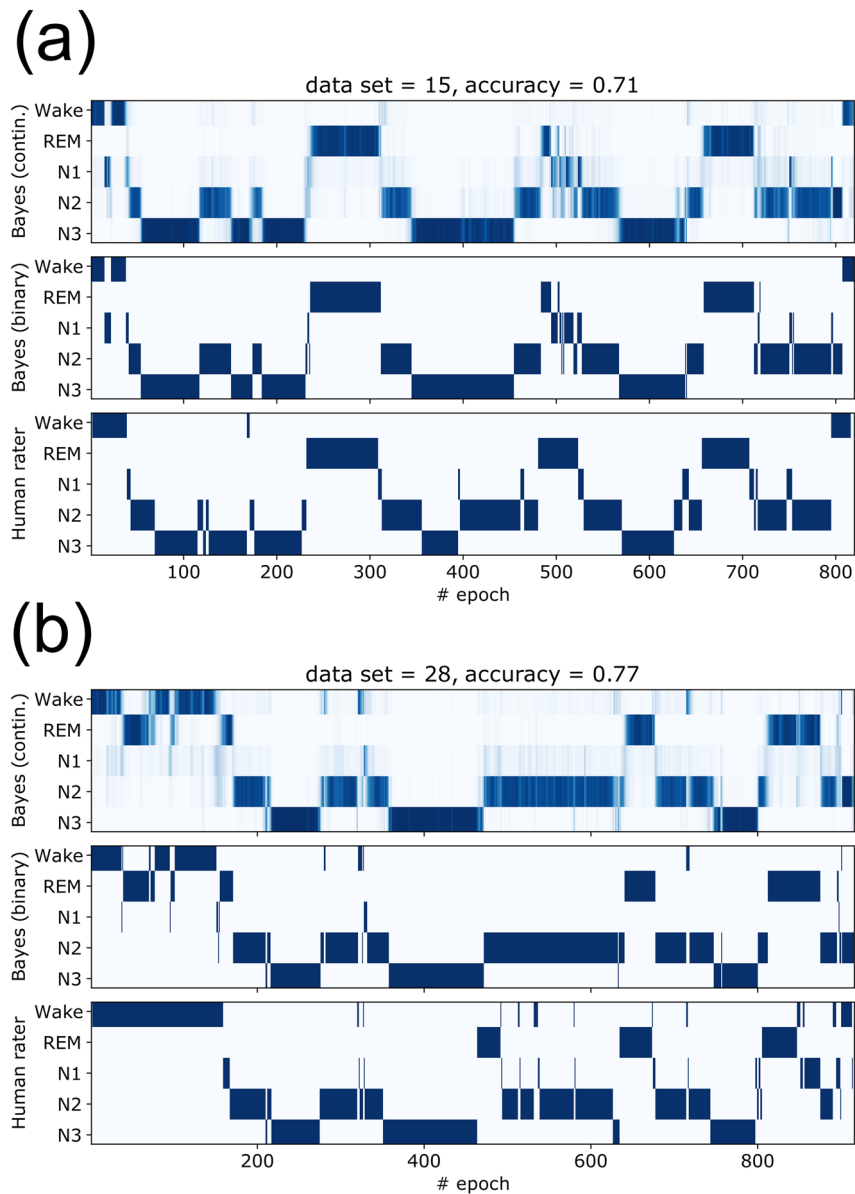 (a)
data set = 15, accuracy = 0.71
Bayes (contin.)
Wake
REM
N1
N2
N3
Bayes (binary)
Wake
REM
N1
N2
N3
Human rater
Wake
REM
N1
N2
N3
100 200 300 400 500 600 700 800
# epoch
(b)
data set = 28, accuracy = 0.77
Bayes (contin.)
Wake
REM
N1
N2
N3
Bayes (binary)
Wake
REM
N1
N2
N3
Human rater
Wake
REM
N1
N2
N3
200 400 600 800
# epoch